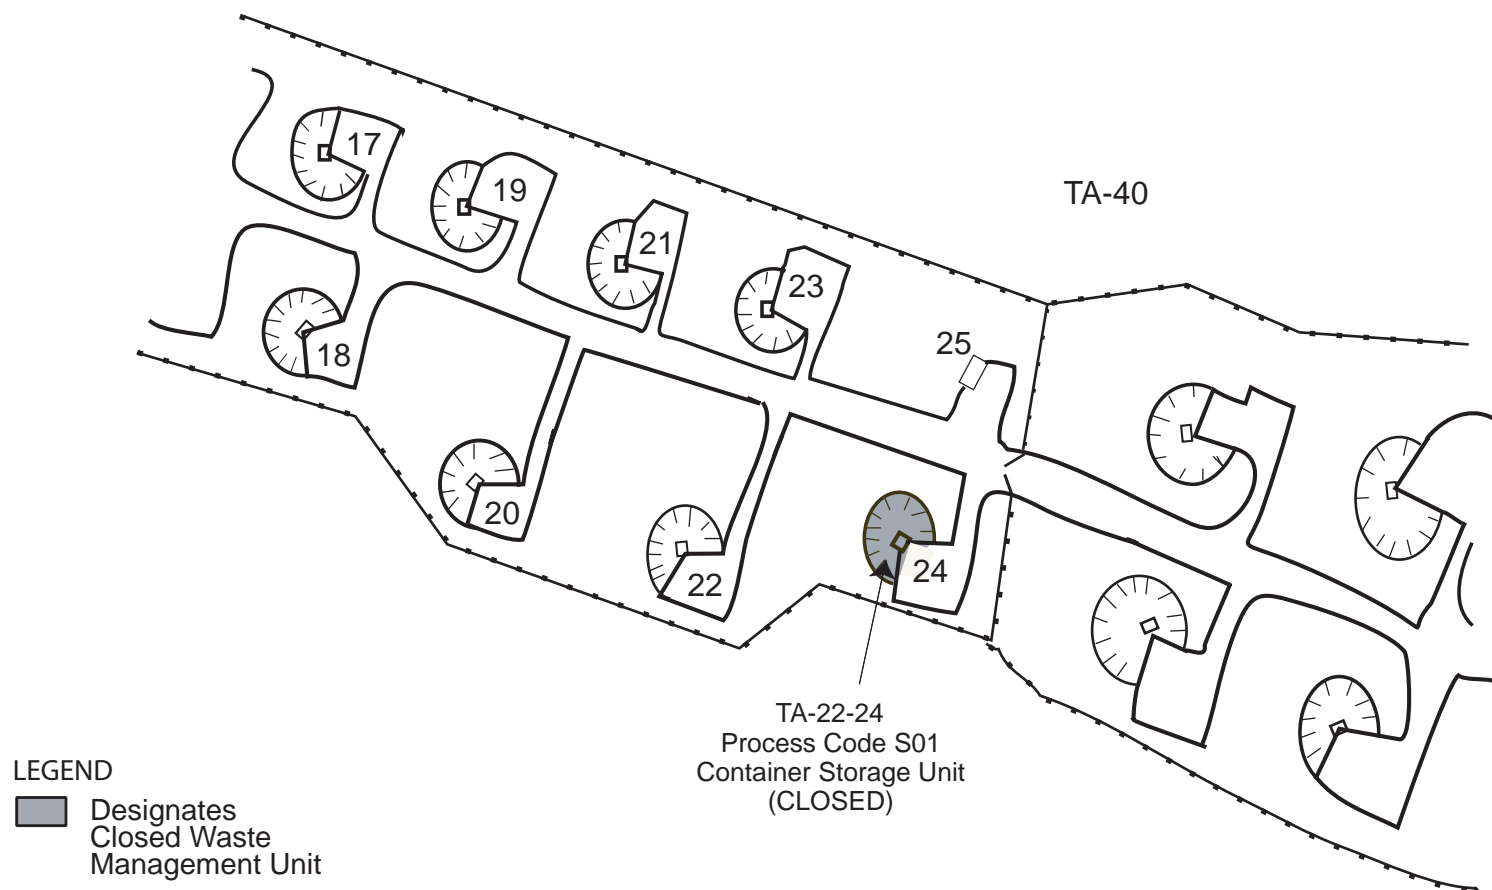 17
19
TA-40
21
23
25
18
20
24
22
TA-22-24
Process Code S01
Container Storage Unit
(CLOSED)
LEGEND
Designates
Closed Waste
Management Unit